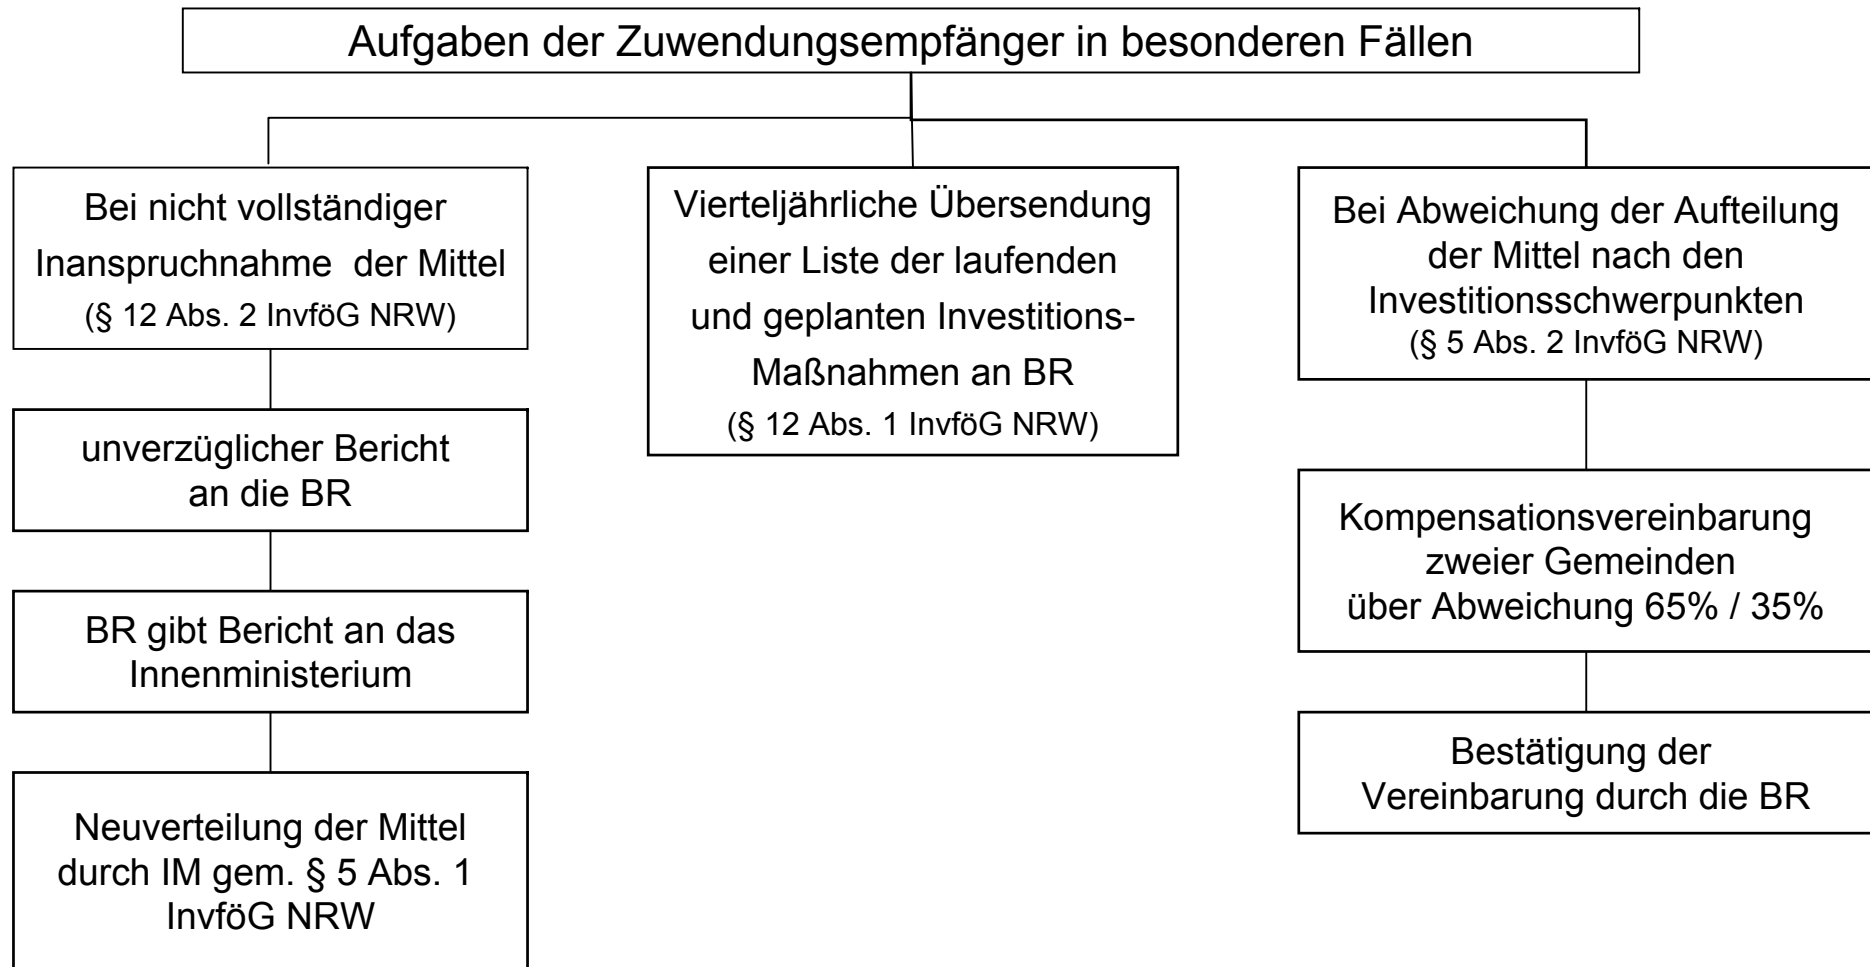 Aufgaben der Zuwendungsempfänger in besonderen Fällen
Bei nicht vollständiger
Inanspruchnahme der Mittel
(§ 12 Abs. 2 InvföG NRW)
unverzüglicher Bericht
an die BR
BR gibt Bericht an das
Innenministerium
Neuverteilung der Mittel
durch IM gem. § 5 Abs. 1
InvföG NRW
Vierteljährliche Übersendung
einer Liste der laufenden
und geplanten Investitions-
Maßnahmen an BR
(§ 12 Abs. 1 InvföG NRW)
Bei Abweichung der Aufteilung
der Mittel nach den
Investitionsschwerpunkten
(§ 5 Abs. 2 InvföG NRW)
Kompensationsvereinbarung
zweier Gemeinden
über Abweichung 65% / 35%
Bestätigung der
Vereinbarung durch die BR